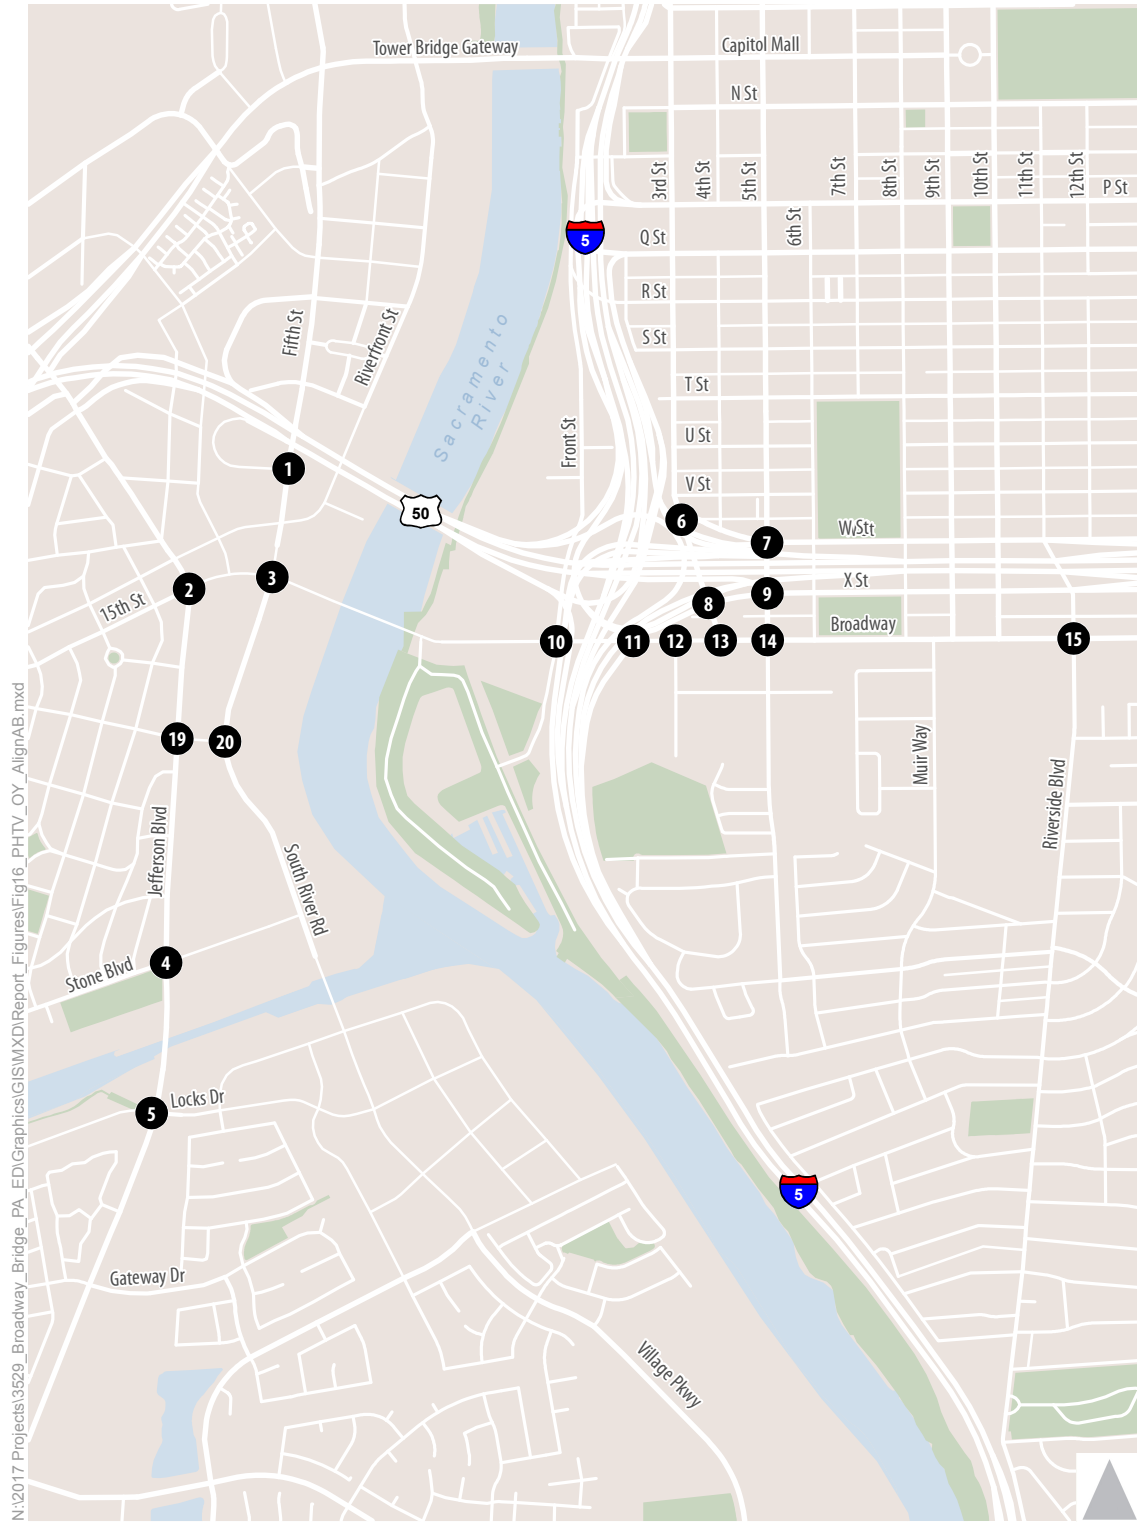 Tower Bridge Gateway
Capitol Mall
N St
3rd St
4th St
5th St
6th St
7th St
8th St
9th St
10th St
11th St
12th St
P St
5
Q St
R St
S St
T St
U St
V St
Fifth St
Riverfront St
Sacramento
River
Front St
1
50
6
7
W St
2
3
15th St
8
9
X St
Broadway
10
11
12
13
14
15
19
20
Muir Way
Riverside Blvd
Jefferson Blvd
South River Rd
4
Stone Blvd
5
Locks Dr
5
Gateway Dr
Village Pkwy
N:\2017 Projects\3529_Broadway_Bridge_PA_ED\Graphics\GIS\MXD\Report_Figures\Fig16_PHTV_OY_AlignAB.mxd